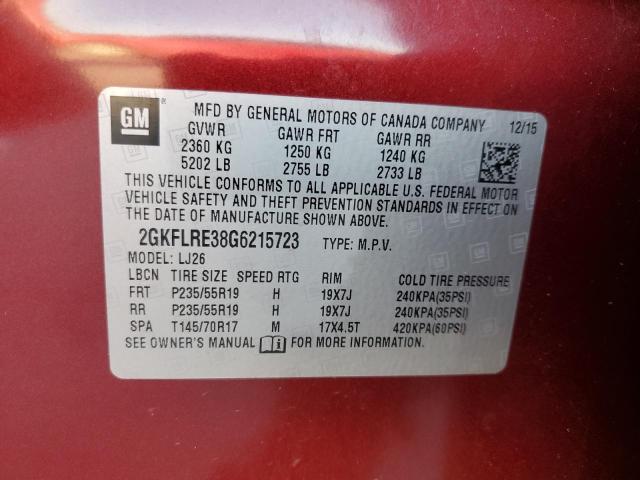 GM ®
MFD BY GENERAL MOTORS OF CANADA COMPANY 12/15
GVWR GAWR FRT GAWR RR
2360 KG 1250 KG 1240 KG
5202 LB 2755 LB 2733 LB
THIS VEHICLE CONFORMS TO ALL APPLICABLE U.S. FEDERAL MOTOR
VEHICLE SAFETY AND THEFT PREVENTION STANDARDS IN EFFECT ON
THE DATE OF MANUFACTURE SHOWN ABOVE.
2GKFLRE38G6215723 TYPE: M.P.V.
MODEL: LJ26
LBCN TIRE SIZE SPEED RTG RIM COLD TIRE PRESSURE
FRT P235/55R19 H 19X7J 240KPA(35PSI)
RR P235/55R19 H 19X7J 240KPA(35PSI)
SPA T145/70R17 M 17X4.5T 420KPA(60PSI)
SEE OWNER'S MANUAL i FOR MORE INFORMATION.